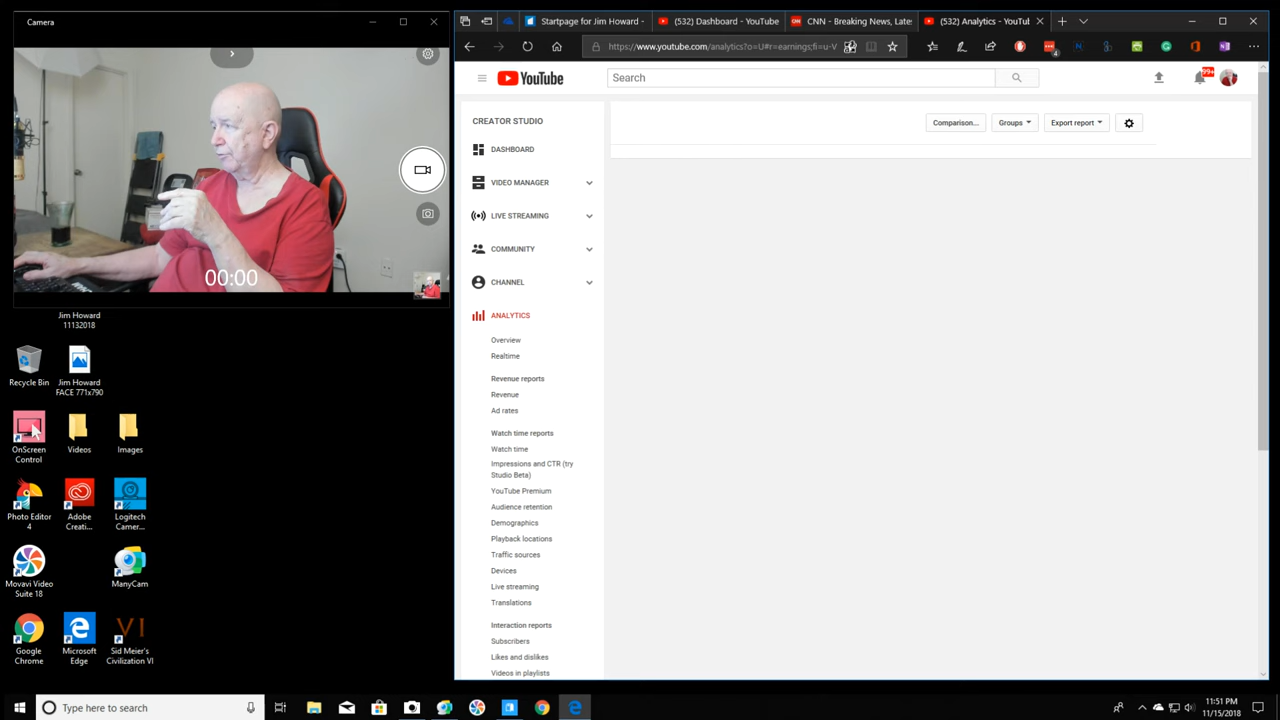 Camera
00:00
Jim Howard
11132018
Recycle Bin
Jim Howard
FACE 771x790
OnScreen
Control
Videos
Images
Photo Editor
4
Adobe
Creati...
Logitech
Camer...
Movavi Video
Suite 18
ManyCam
Google
Chrome
Microsoft
Edge
VI
Sid Meier's
Civilization VI
Startpage for Jim Howard -
(532) Dashboard - YouTube
CNN - Breaking News, Lates
(532) Analytics - YouTub
https://www.youtube.com/analytics?o=U#r=earnings;fi=u-V
4
YouTube
Search
99+
CREATOR STUDIO
DASHBOARD
VIDEO MANAGER
LIVE STREAMING
COMMUNITY
CHANNEL
ANALYTICS
Overview
Realtime
Revenue reports
Revenue
Ad rates
Watch time reports
Watch time
Impressions and CTR (try
Studio Beta)
YouTube Premium
Audience retention
Demographics
Playback locations
Traffic sources
Devices
Live streaming
Translations
Interaction reports
Subscribers
Likes and dislikes
Videos in playlists
Comparison...
Groups
Export report
Type here to search
11:51 PM
11/15/2018